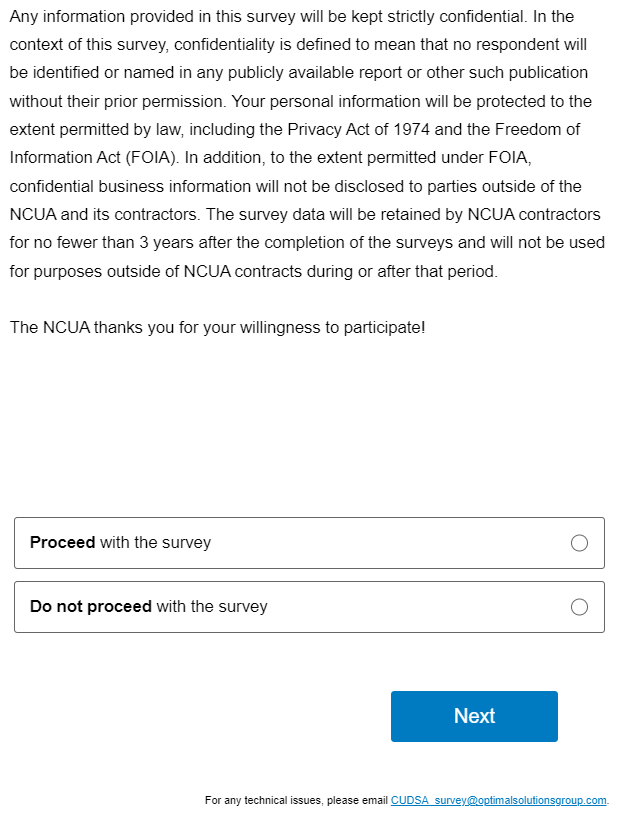 Any information provided in this survey will be kept strictly confidential. In the
context of this survey, confidentiality is defined to mean that no respondent will
be identified or named in any publicly available report or other such publication
without their prior permission. Your personal information will be protected to the
extent permitted by law, including the Privacy Act of 1974 and the Freedom of
Information Act (FOIA). In addition, to the extent permitted under FOIA,
confidential business information will not be disclosed to parties outside of the
NCUA and its contractors. The survey data will be retained by NCUA contractors
for no fewer than 3 years after the completion of the surveys and will not be used
for purposes outside of NCUA contracts during or after that period.
The NCUA thanks you for your willingness to participate!
Proceed with the survey
Do not proceed with the survey
Next
For any technical issues, please email CUDSA_survey@optimalsolutionsgroup.com.